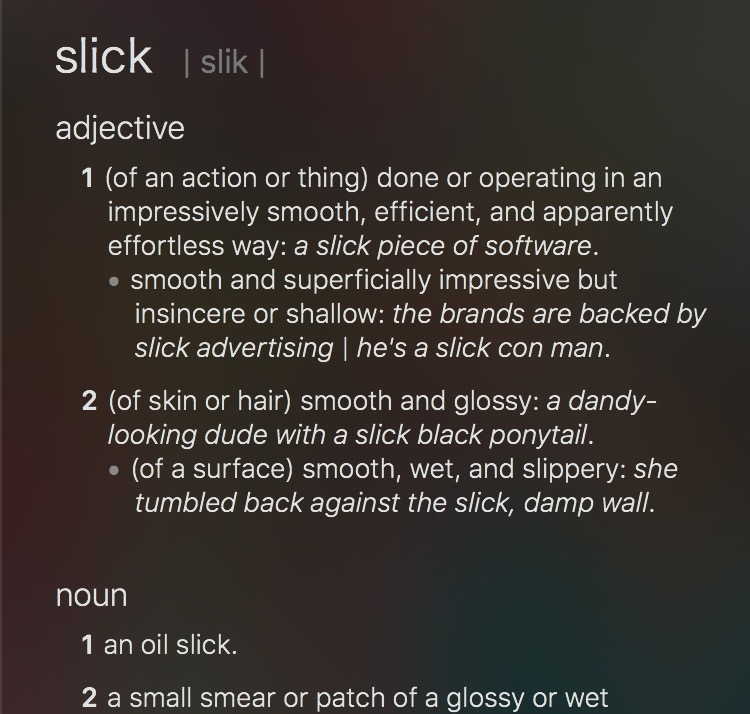 slick | slik |
adjective
1 (of an action or thing) done or operating in an
impressively smooth, efficient, and apparently
effortless way: a slick piece of software.
• smooth and superficially impressive but
insincere or shallow: the brands are backed by
slick advertising | he's a slick con man.
2 (of skin or hair) smooth and glossy: a dandy-
looking dude with a slick black ponytail.
• (of a surface) smooth, wet, and slippery: she
tumbled back against the slick, damp wall.
noun
1 an oil slick.
2 a small smear or patch of a glossy or wet